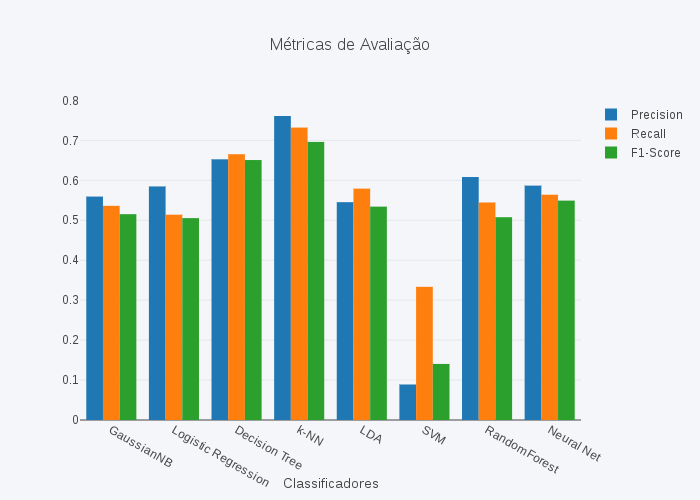 Métricas de Avaliação
0.8
0.7
0.6
0.5
0.4
0.3
0.2
0.1
0
Precision
Recall
F1-Score
GaussianNB
Logistic Regression
Decision Tree
k-NN
LDA
SVM
RandomForest
Neural Net
Classificadores